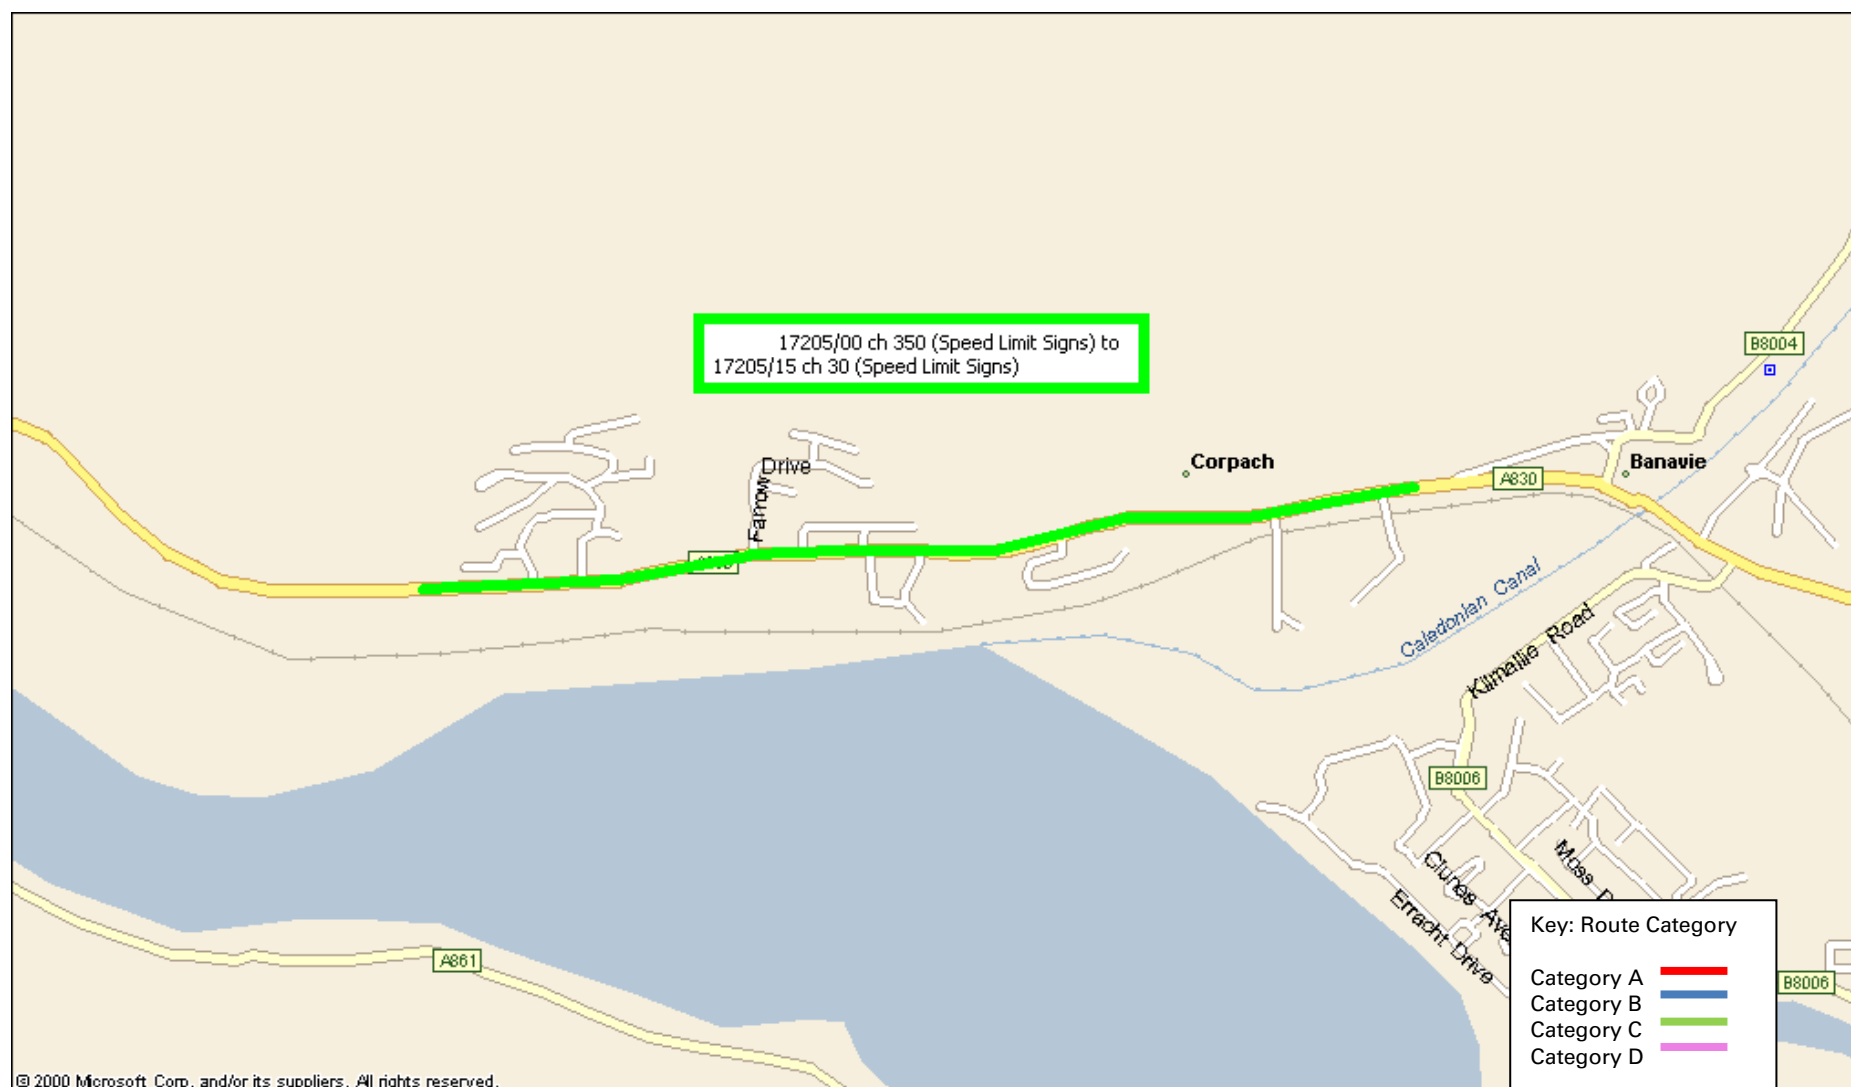 17205/00 ch 350 (Speed Limit Signs) to
17205/15 ch 30 (Speed Limit Signs)
B8004
Drive
Farrow
Corpach
Banavie
A830
Caledonian Canal
Kilmallie Road
B8006
Moss D
Clunes Ave
Erracht Drive
A861
B8006
Key: Route Category
Category A
Category B
Category C
Category D
© 2000 Microsoft Corp. and/or its suppliers. All rights reserved.